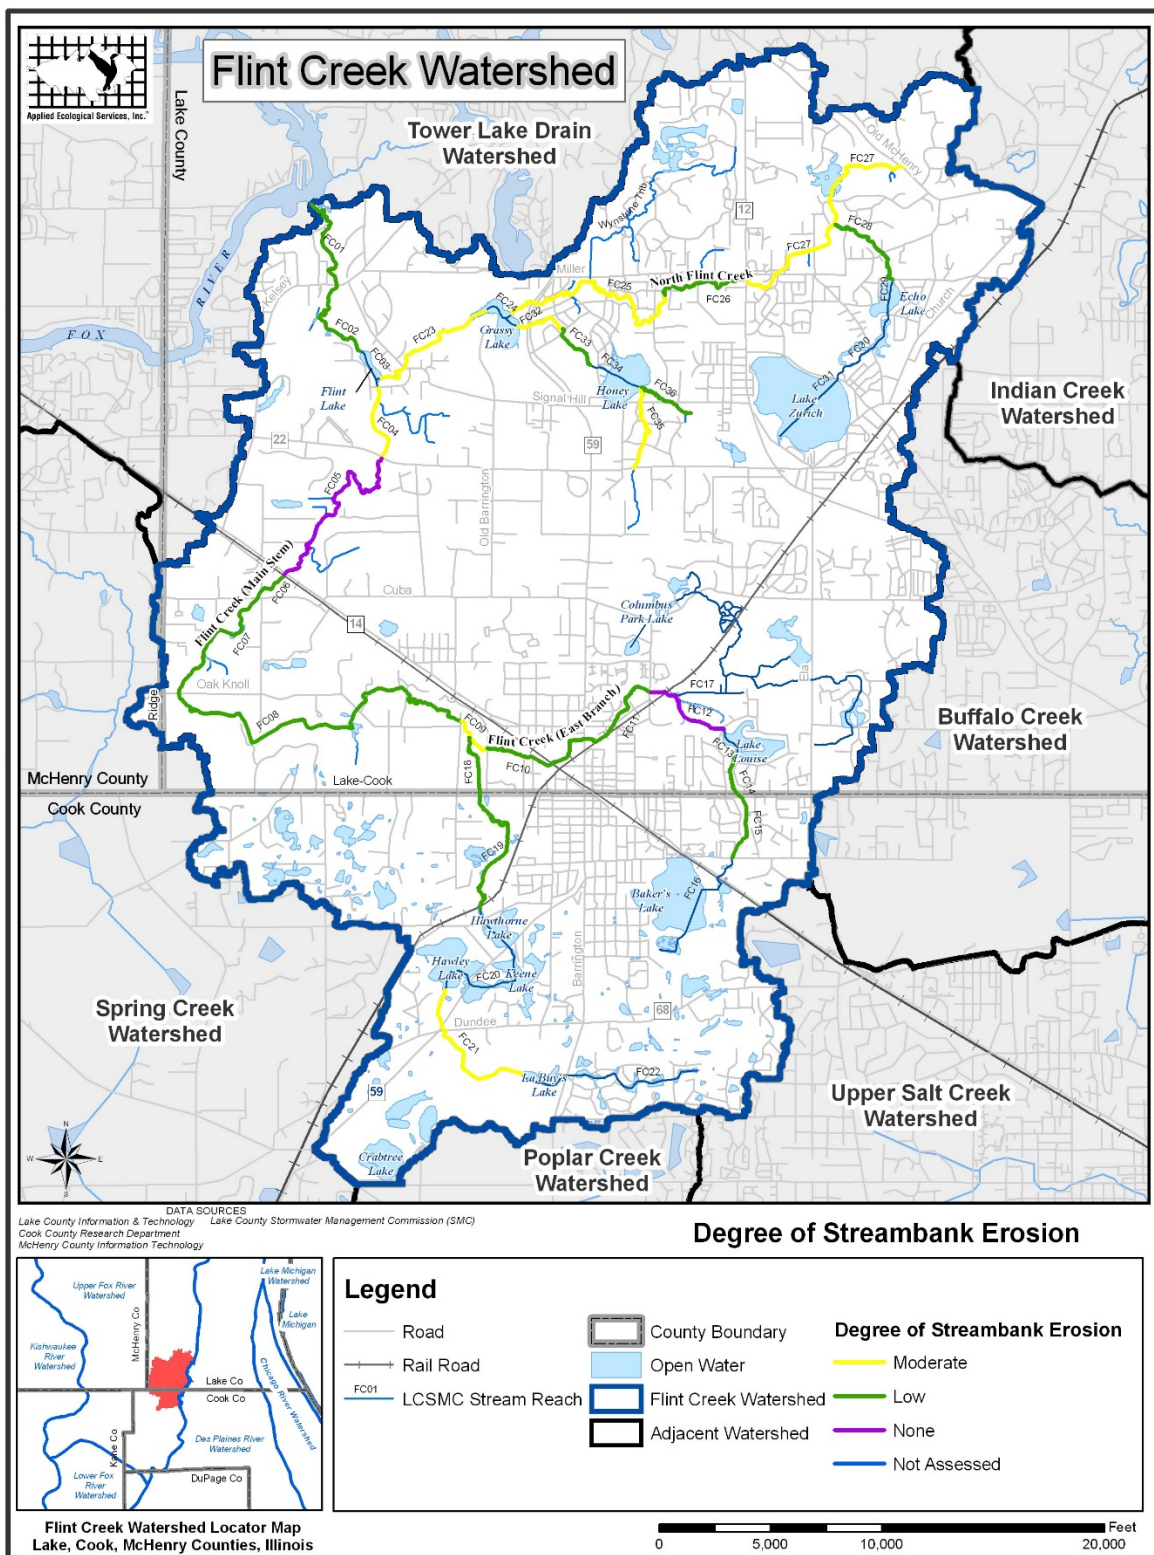 Applied Ecological Services, Inc.™
Flint Creek Watershed
Lake County
Tower Lake Drain
Watershed
Old McHenry
FC27
Wynstone Trib
12
FC28
FC01
FC27
RIVER
Kelsey
Miller
North Flint Creek
FC25
FC26
FC29
Echo
Lake
Church
FOX
FC24
FC32
Grassy
Lake
FC23
FC02
FC33
FC03
FC34
FC30
FC31
Flint
Lake
Signal Hill
Honey
Lake
FC36
FC35
Lake
Zurich
Indian Creek
Watershed
FC04
22
59
FC05
Old Barrington
Flint Creek (Main Stem)
FC06
Cuba
Columbus
Park Lake
14
FC07
Oak Knoll
Ridge
FC17
Ela
FC08
FC09
Flint Creek (East Branch)
FC11
FC12
Buffalo Creek
Watershed
Lake
Louise
FC13
FC10
FC18
FC14
McHenry County
Lake-Cook
Cook County
FC15
FC19
FC16
Baker's
Lake
Hawthorne
Lake
Hawley
Lake
FC20
Keene
Lake
Barrington
Spring Creek
Watershed
68
Dundee
FC21
La Buy's
Lake
FC22
59
Upper Salt Creek
Watershed
Poplar Creek
Watershed
Crabtree
Lake
N
W
E
S
DATA SOURCES
Lake County Information & Technology Lake County Stormwater Management Commission (SMC)
Cook County Research Department
McHenry County Information Technology
Degree of Streambank Erosion
Upper Fox River
Watershed
McHenry Co
Lake Michigan
Watershed
Lake
Michigan
Kishwaukee
River
Watershed
Lake Co
Cook Co
Chicago River Watershed
Kane Co
Des Plaines River
Watershed
Lower Fox
River
Watershed
DuPage Co
Flint Creek Watershed Locator Map
Lake, Cook, McHenry Counties, Illinois
Legend
Road
Rail Road
FC01
LCSMC Stream Reach
County Boundary
Open Water
Flint Creek Watershed
Adjacent Watershed
Degree of Streambank Erosion
Moderate
Low
None
Not Assessed
Feet
0 5,000 10,000 20,000